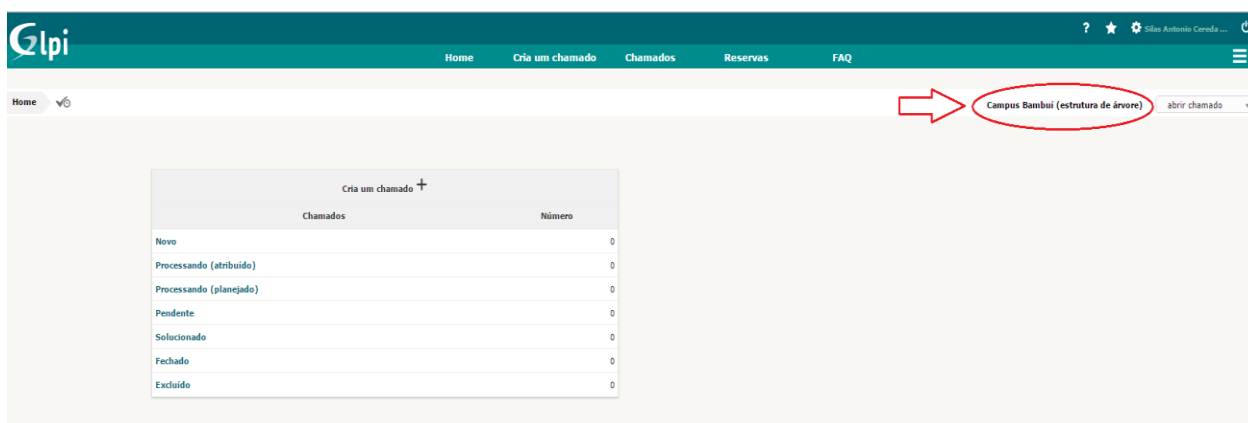 Glpi
? Silas Antonio Cereda ...
Home Cria um chamado Chamados Reservas FAQ
Home Campus Bambuí (estrutura de árvore) abrir chamado
Cria um chamado +
Chamados Número
Novo 0
Processando (atribuído) 0
Processando (planejado) 0
Pendente 0
Solucionado 0
Fechado 0
Excluído 0